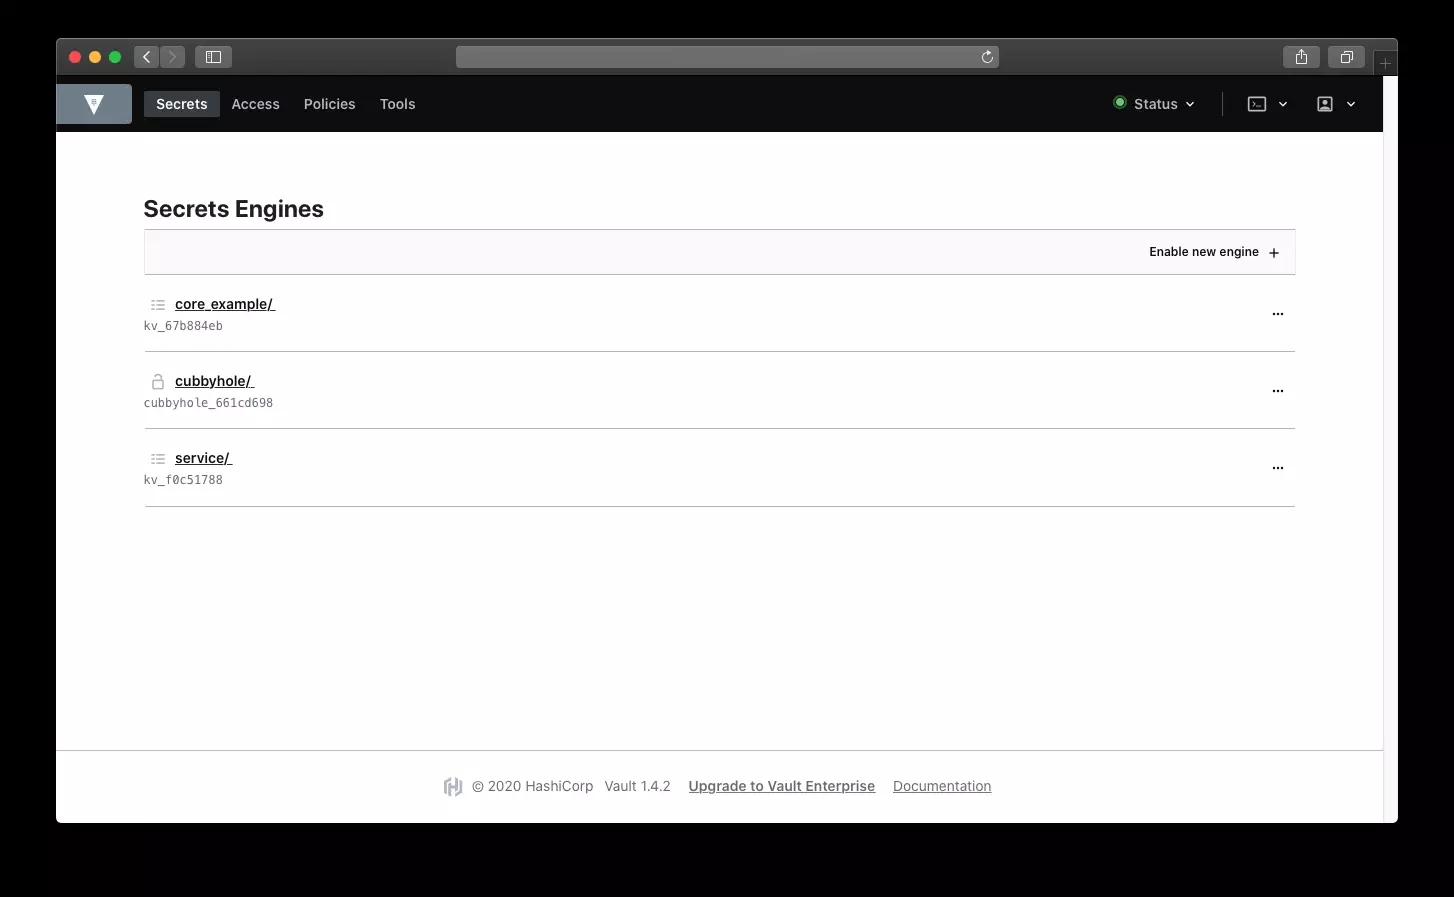 Secrets Access Policies Tools Status
Secrets Engines
Enable new engine +
core_example/
kv_67b884eb
cubbyhole/
cubbyhole_661cd698
service/
kv_f0c51788
© 2020 HashiCorp Vault 1.4.2 Upgrade to Vault Enterprise Documentation